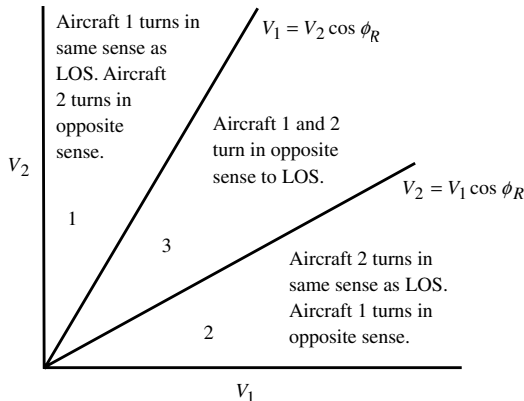 Aircraft 1 turns in
same sense as
LOS. Aircraft
2 turns in
opposite
sense.
V₁ = V₂ cos ϕ_R
Aircraft 1 and 2
turn in opposite
sense to LOS.
V₂
V₂ = V₁ cos ϕ_R
1
3
Aircraft 2 turns in
same sense as LOS.
Aircraft 1 turns in
opposite sense.
2
V₁